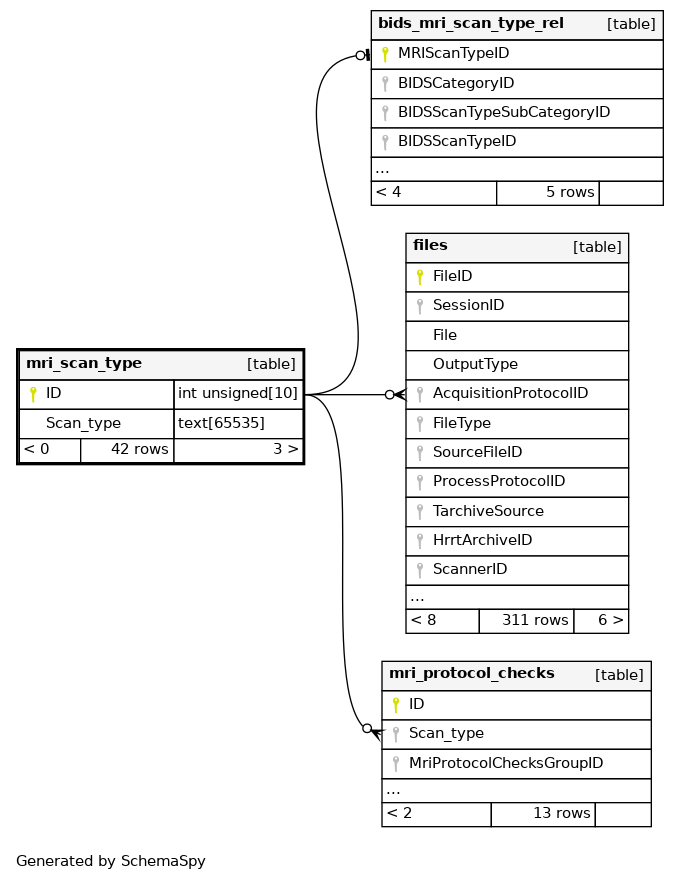 bids_mri_scan_type_rel [table]
MRIScanTypeID
BIDSCategoryID
BIDSScanTypeSubCategoryID
BIDSScanTypeID
...
< 4 5 rows
files [table]
FileID
SessionID
File
OutputType
AcquisitionProtocolID
FileType
SourceFileID
ProcessProtocolID
TarchiveSource
HrrtArchiveID
ScannerID
...
< 8 311 rows 6 >
mri_scan_type [table]
ID int unsigned[10]
Scan_type text[65535]
< 0 42 rows 3 >
mri_protocol_checks [table]
ID
Scan_type
MriProtocolChecksGroupID
...
< 2 13 rows
Generated by SchemaSpy